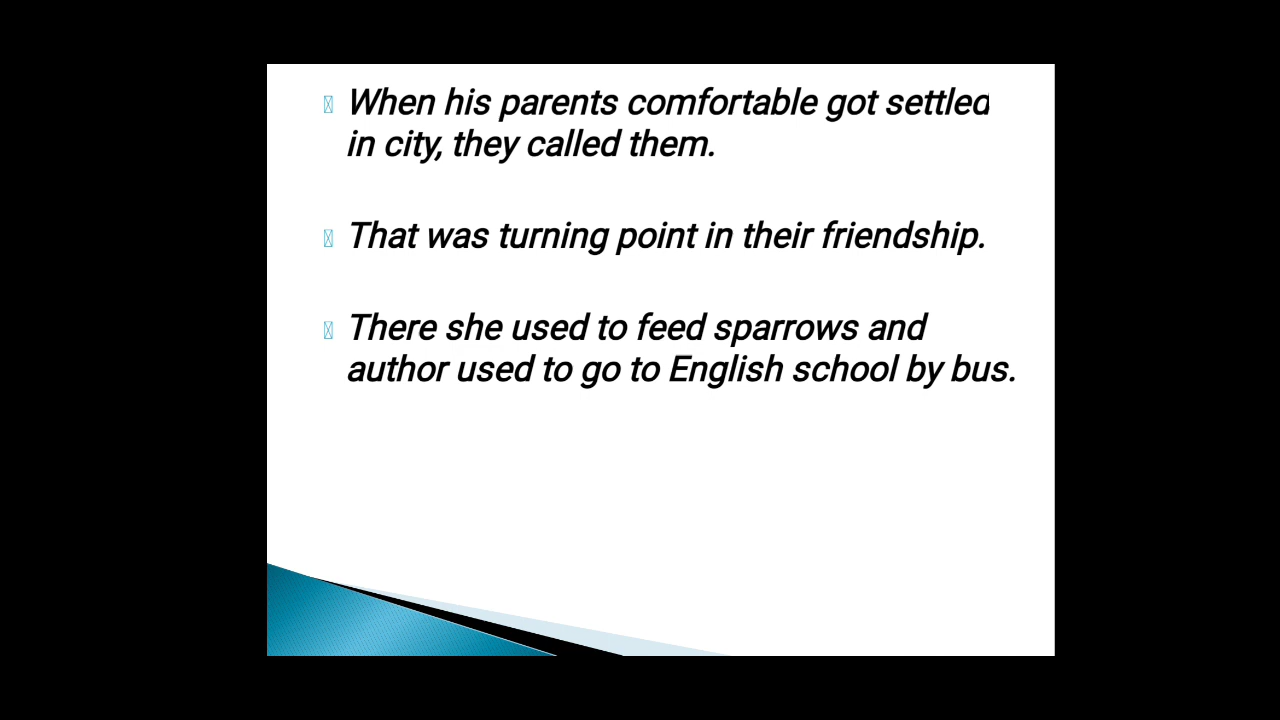 When his parents comfortable got settled
in city, they called them.
That was turning point in their friendship.
There she used to feed sparrows and
author used to go to English school by bus.